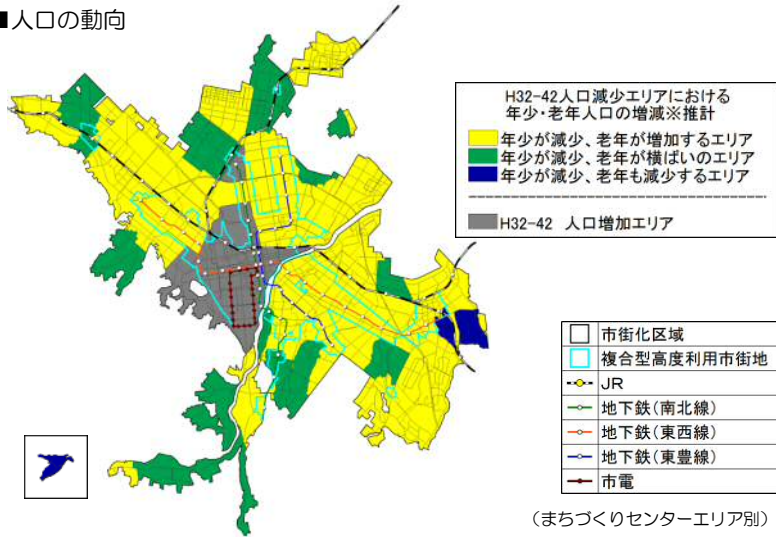 ■人口の動向
H32-42人口減少エリアにおける
年少・老年人口の増減※推計
年少が減少、老年が増加するエリア
年少が減少、老年が横ばいのエリア
年少が減少、老年も減少するエリア
H32-42 人口増加エリア
市街化区域
複合型高度利用市街地
JR
地下鉄(南北線)
地下鉄(東西線)
地下鉄(東豊線)
市電
(まちづくりセンターエリア別)